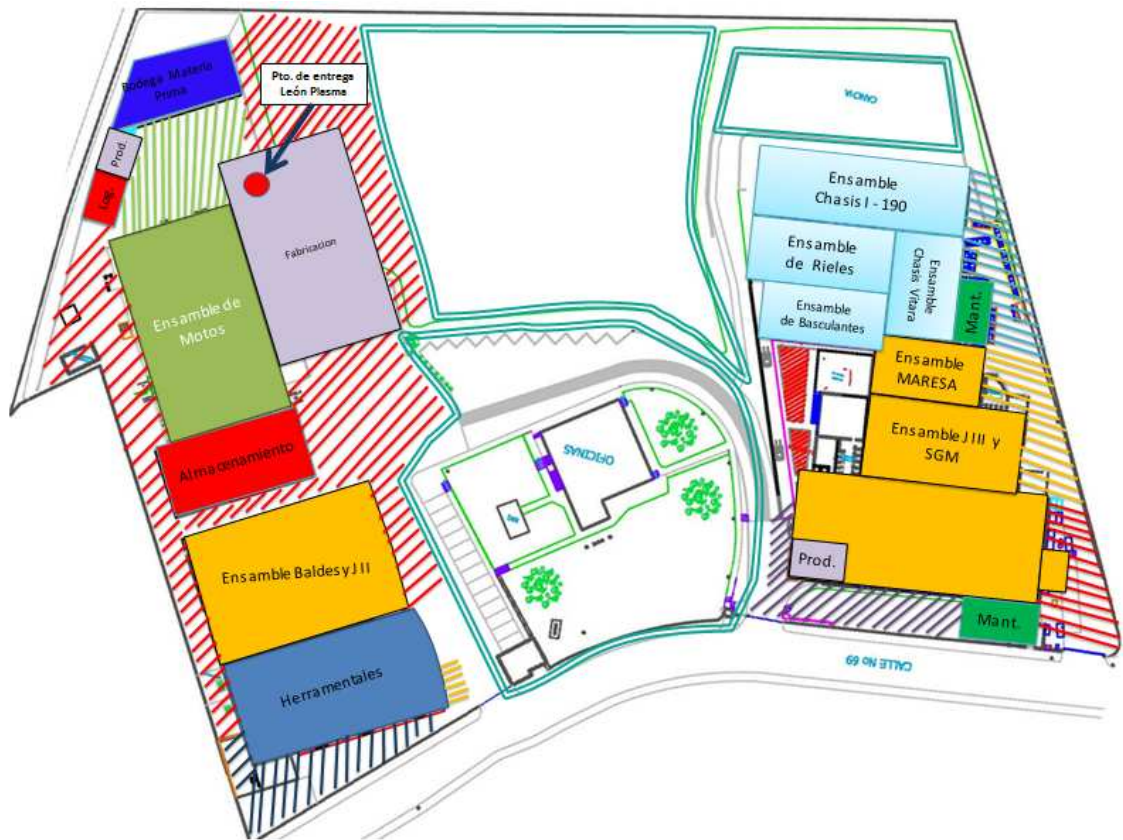 Bodega Materia
Prima
Pto. de entrega
León Plasma
Prod.
Log.
Fabricacion
Ensamble de
Motos
Almacenamiento
Ensamble Baldes y J II
Herramentales
OFICINAS
CANCHA
Ensamble
Chasis I - 190
Ensamble
de Rieles
Ensamble
Chasis Vitara
Ensamble
de Basculantes
Mant.
Ensamble
MARESA
Ensamble J III y
SGM
Prod.
Mant.
CALLE No 69